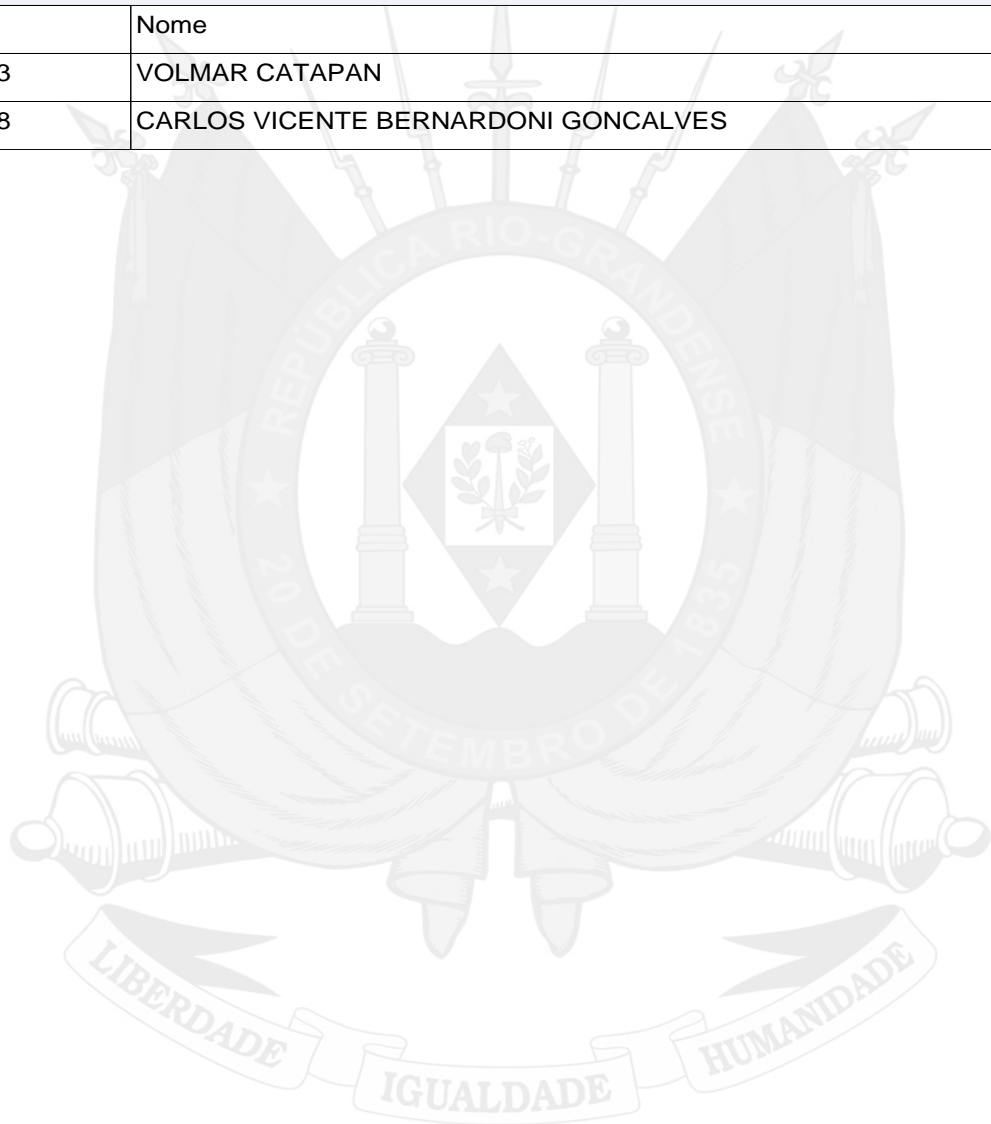 Nome
3 VOLMAR CATAPAN
8 CARLOS VICENTE BERNARDONI GONCALVES
REPÚBLICA RIO-GRANDENSE
20 DE SETEMBRO DE 1835
LIBERDADE IGUALDADE HUMANIDADE